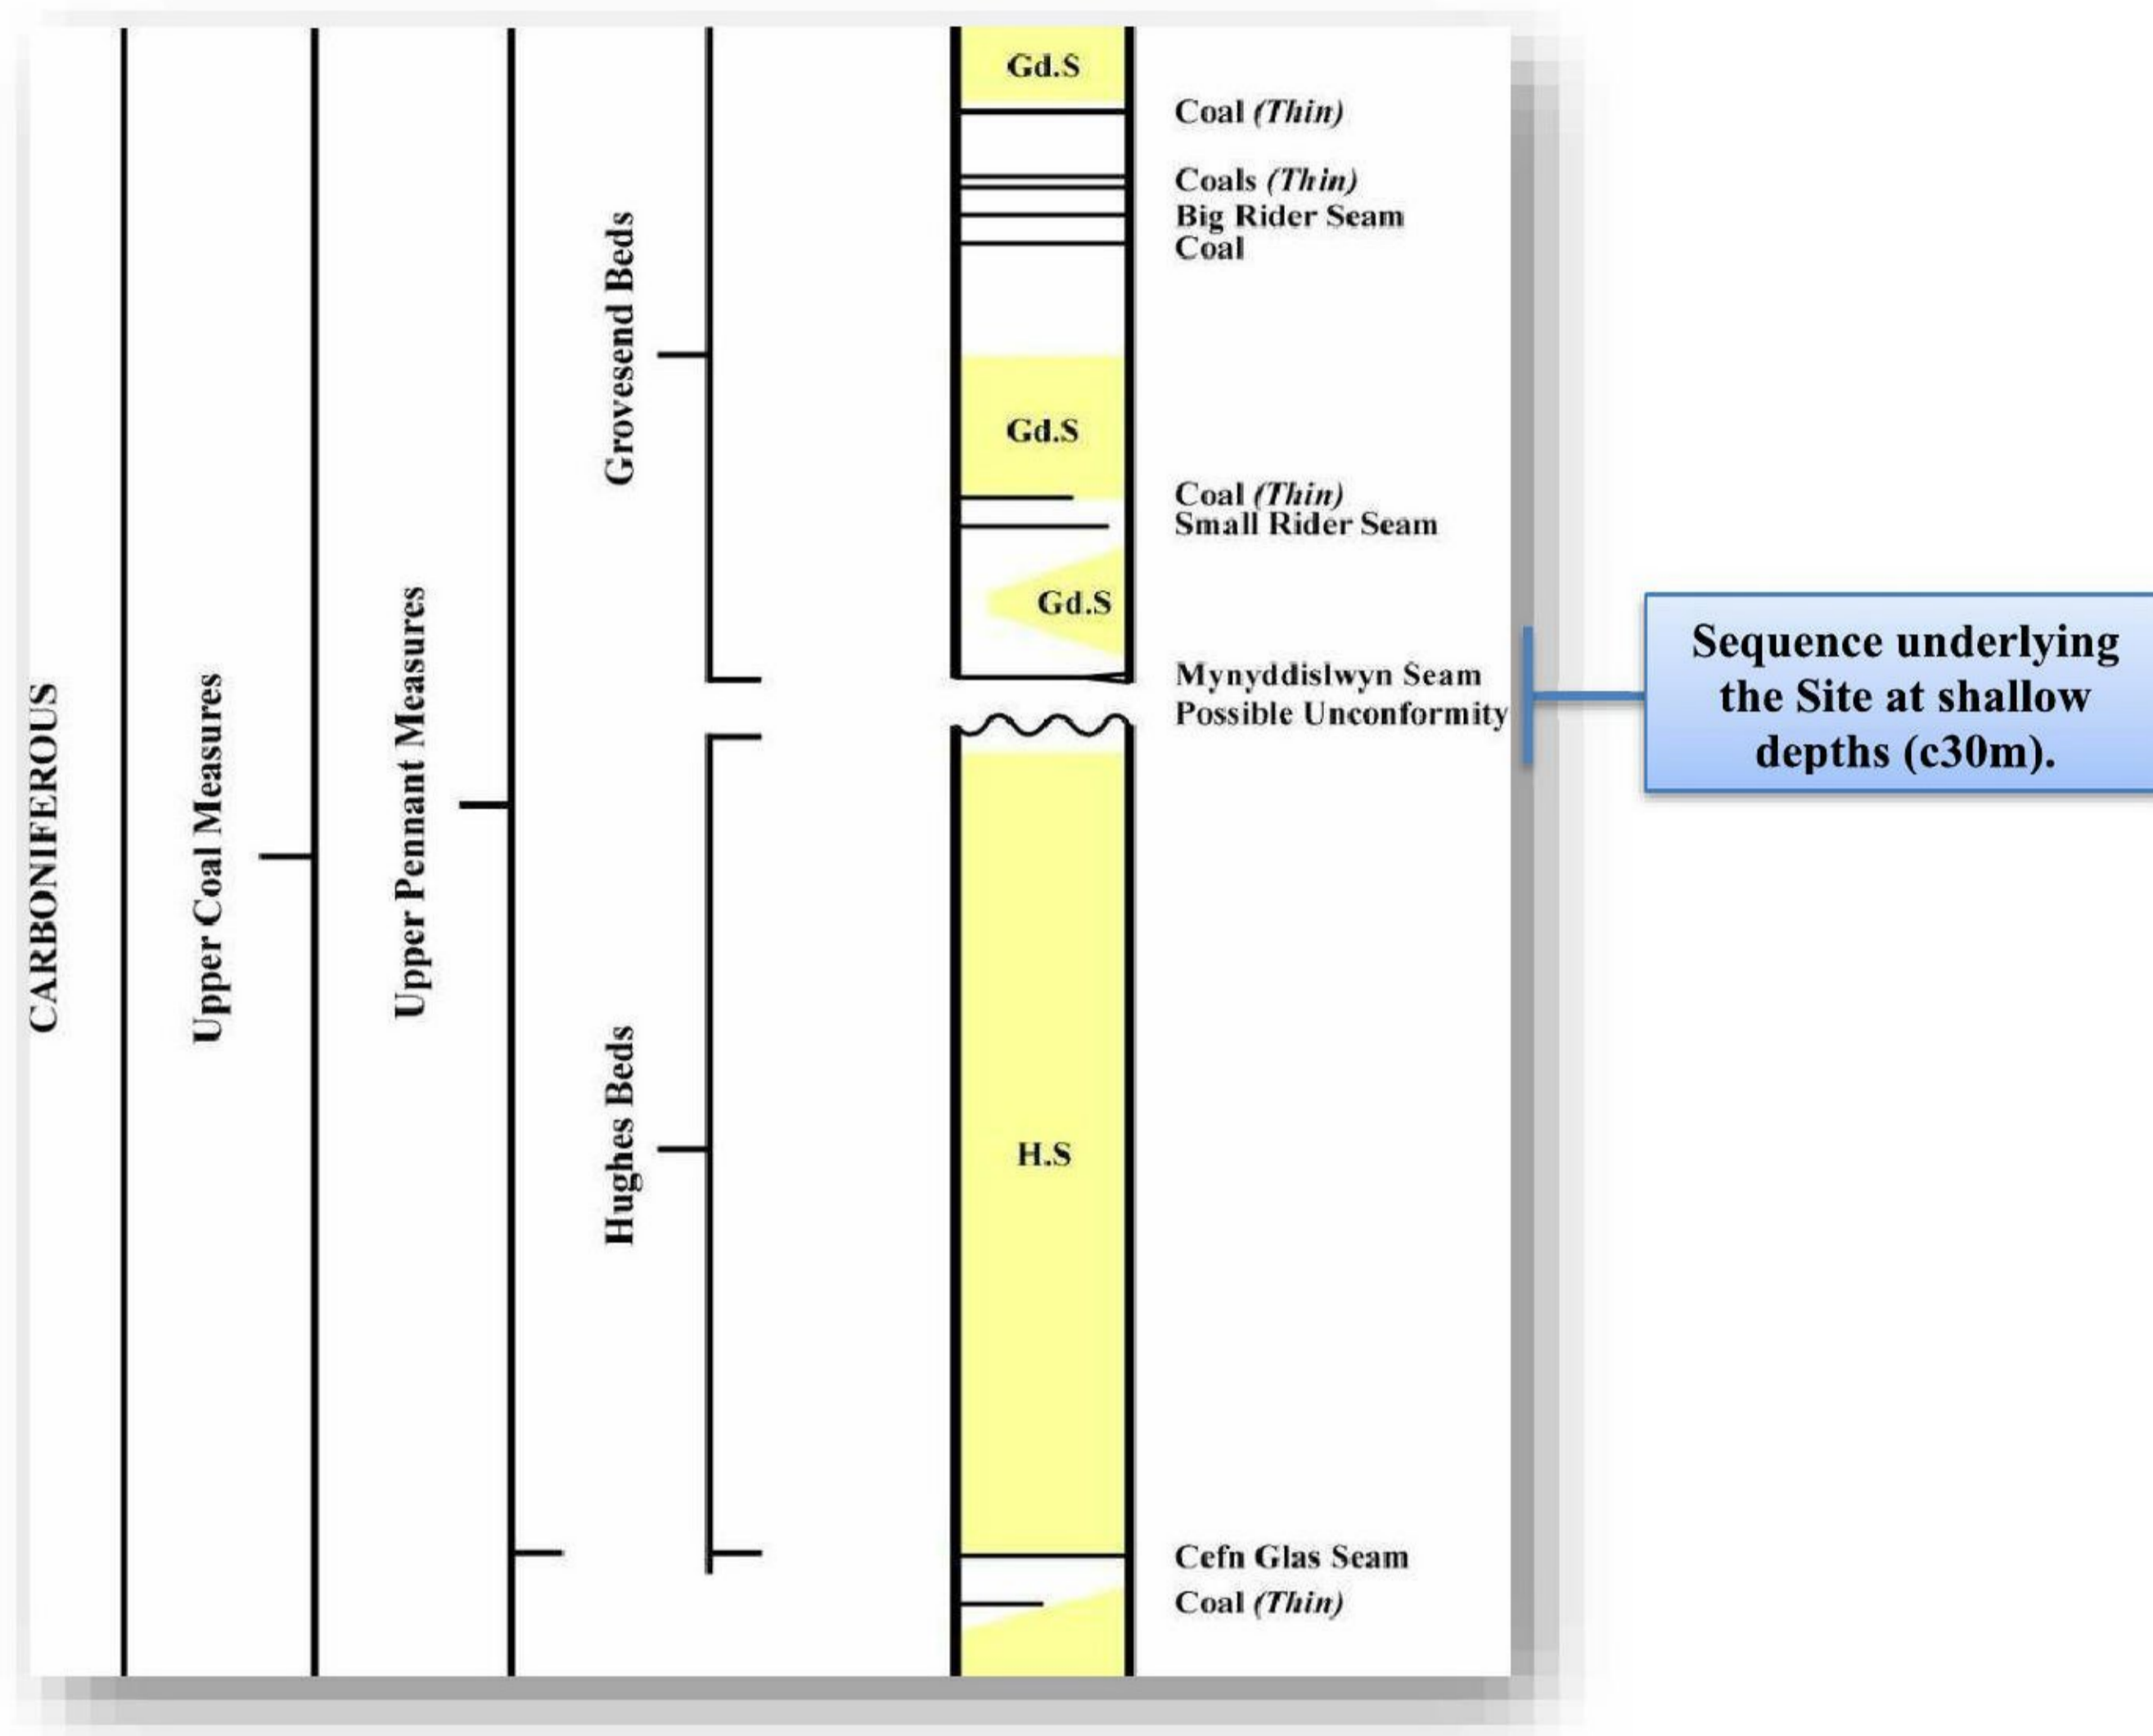 CARBONIFEROUS
Upper Coal Measures
Upper Pennant Measures
Grovesend Beds
Hughes Beds
Gd.S
Coal (Thin)
Coals (Thin)
Big Rider Seam
Coal
Gd.S
Coal (Thin)
Small Rider Seam
Gd.S
Mynyddislwyn Seam
Possible Unconformity
H.S
Cefn Glas Seam
Coal (Thin)
Sequence underlying
the Site at shallow
depths (c30m).